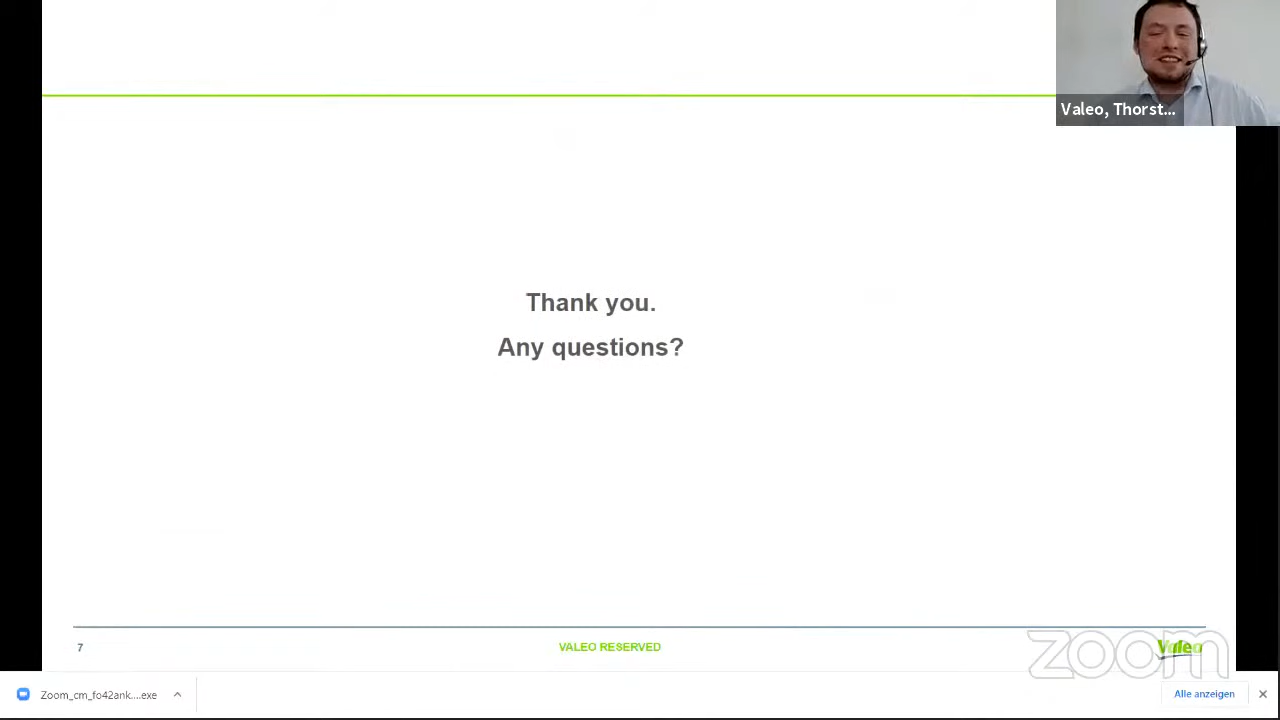 Valeo, Thorst...
Thank you.
Any questions?
7
VALEO RESERVED
Valeo
zoom
Zoom_cm_fo42ank....exe
Alle anzeigen